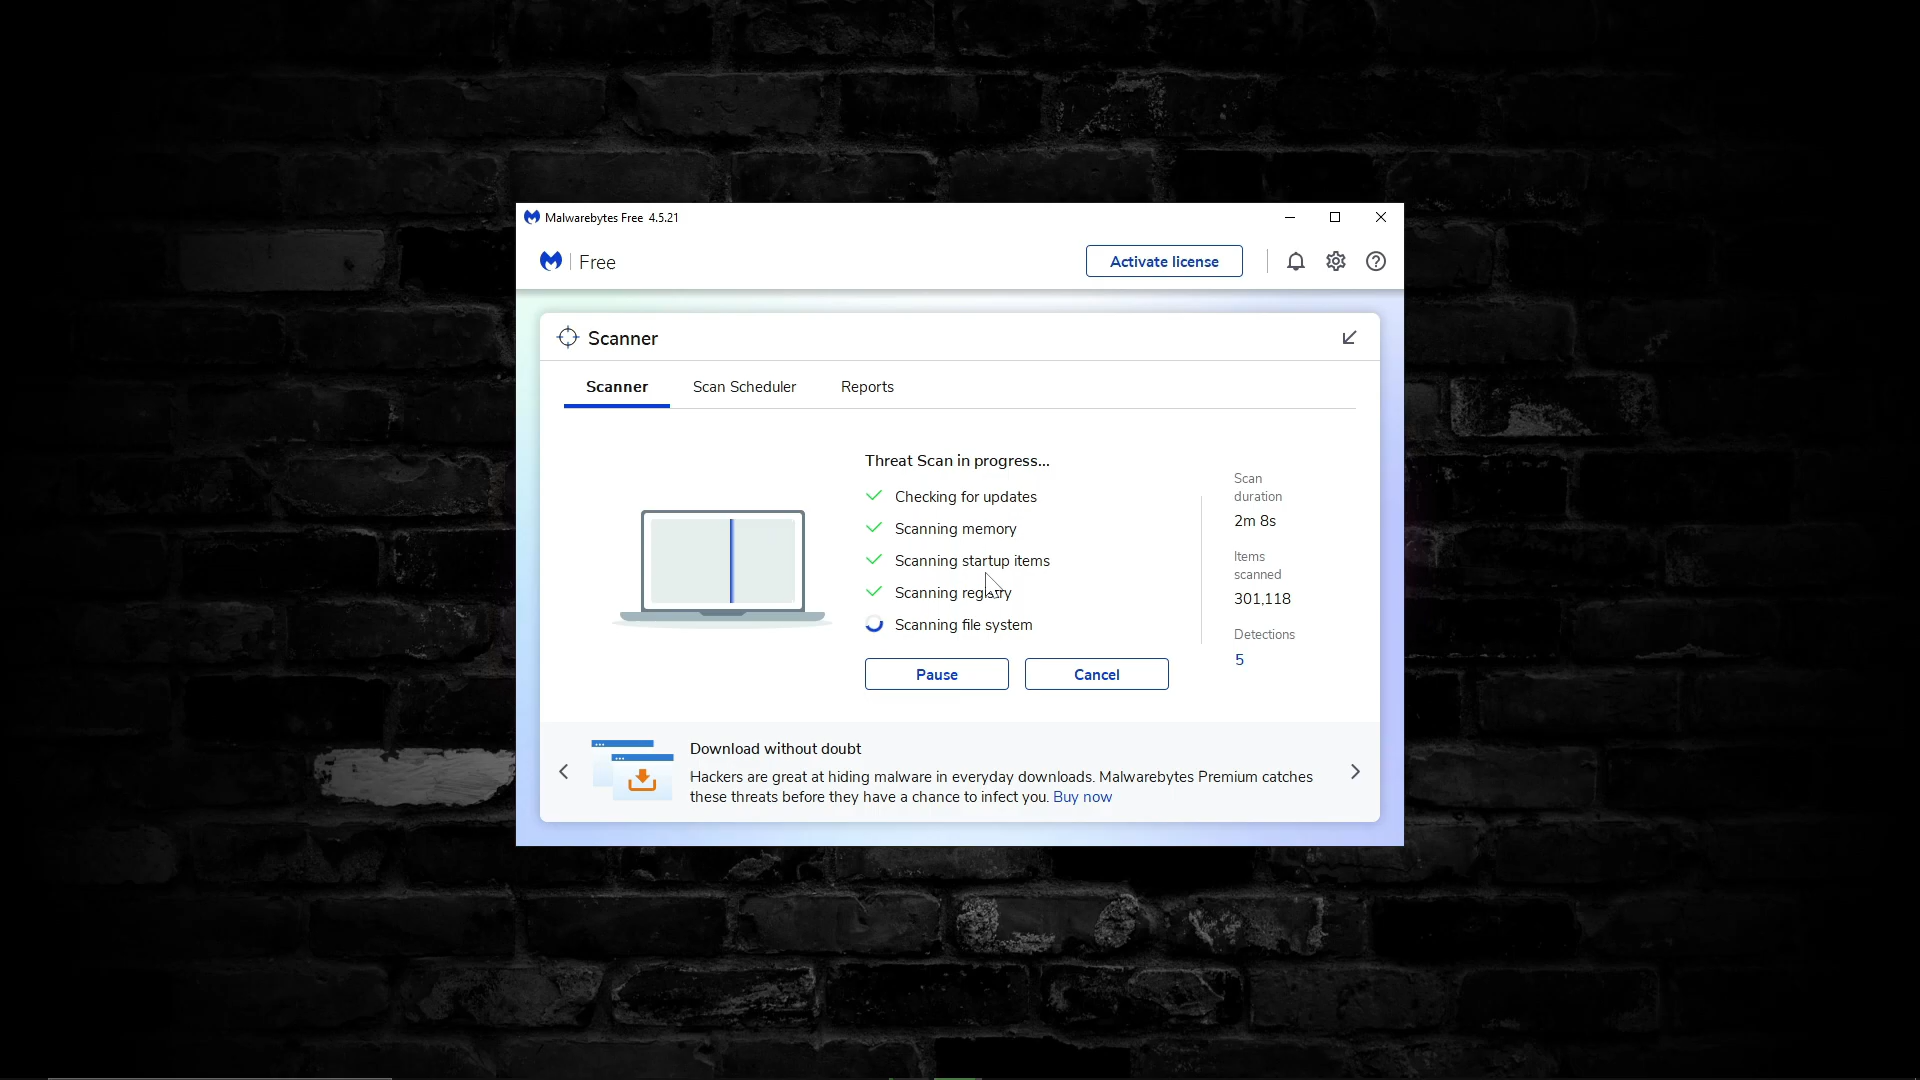 Malwarebytes Free 4.5.21
Free
Activate license
Scanner
Scanner
Scan Scheduler
Reports
Threat Scan in progress...
Checking for updates
Scanning memory
Scanning startup items
Scanning registry
Scanning file system
Pause
Cancel
Scan
duration
2m 8s
Items
scanned
301,118
Detections
5
Download without doubt
Hackers are great at hiding malware in everyday downloads. Malwarebytes Premium catches
these threats before they have a chance to infect you. Buy now